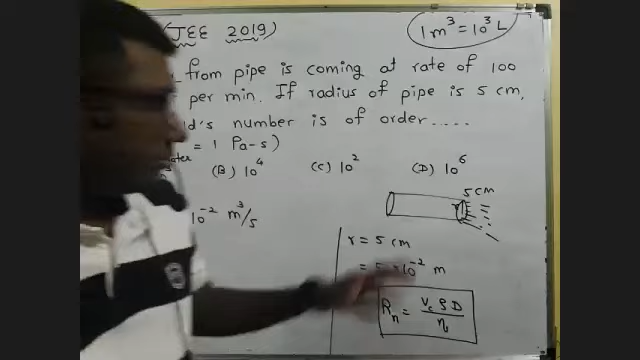 (JEE 2019)
1 m³ = 10³ L
from pipe is coming at rate of 100
per min. If radius of pipe is 5 cm,
number is of order....
= 1 Pa-s)
(B) 10⁴ (C) 10² (D) 10⁶
5 cm
r
10⁻² m³/s
r = 5 cm
= 5 10⁻² m
Rₙ = V꜀ ρ D / η